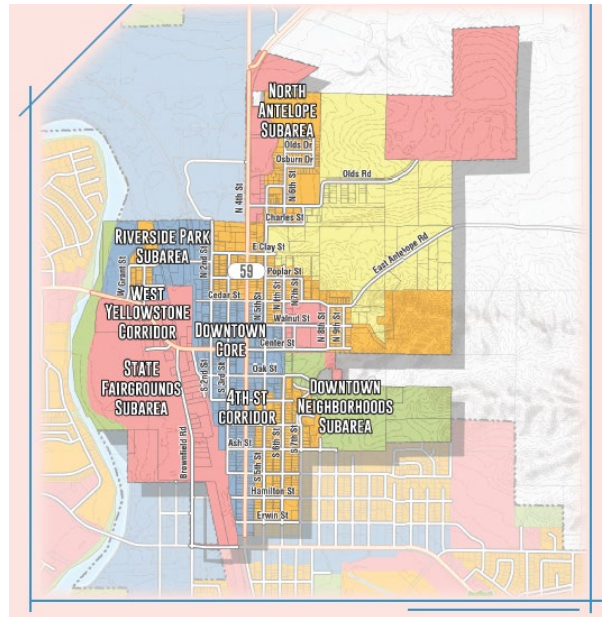 NORTH
ANTELOPE
SUBAREA
Olds Dr
Osburn Dr
Olds Rd
N 6th St
N 4th St
Charles St
RIVERSIDE PARK
SUBAREA
N 2nd St
E Clay St
East Antelope Rd
59
Poplar St
W Grant St
WEST
YELLOWSTONE
CORRIDOR
Cedar St
N 5th St
N 7th St
Walnut St
N 8th St
N 9th St
DOWNTOWN
CORE
Center St
STATE
FAIRGROUNDS
SUBAREA
S 2nd St
S 3rd St
Oak St
4TH ST
CORRIDOR
DOWNTOWN
NEIGHBORHOODS
SUBAREA
Brownfield Rd
Ash St
S 5th St
S 6th St
S 7th St
Hamilton St
Erwin St